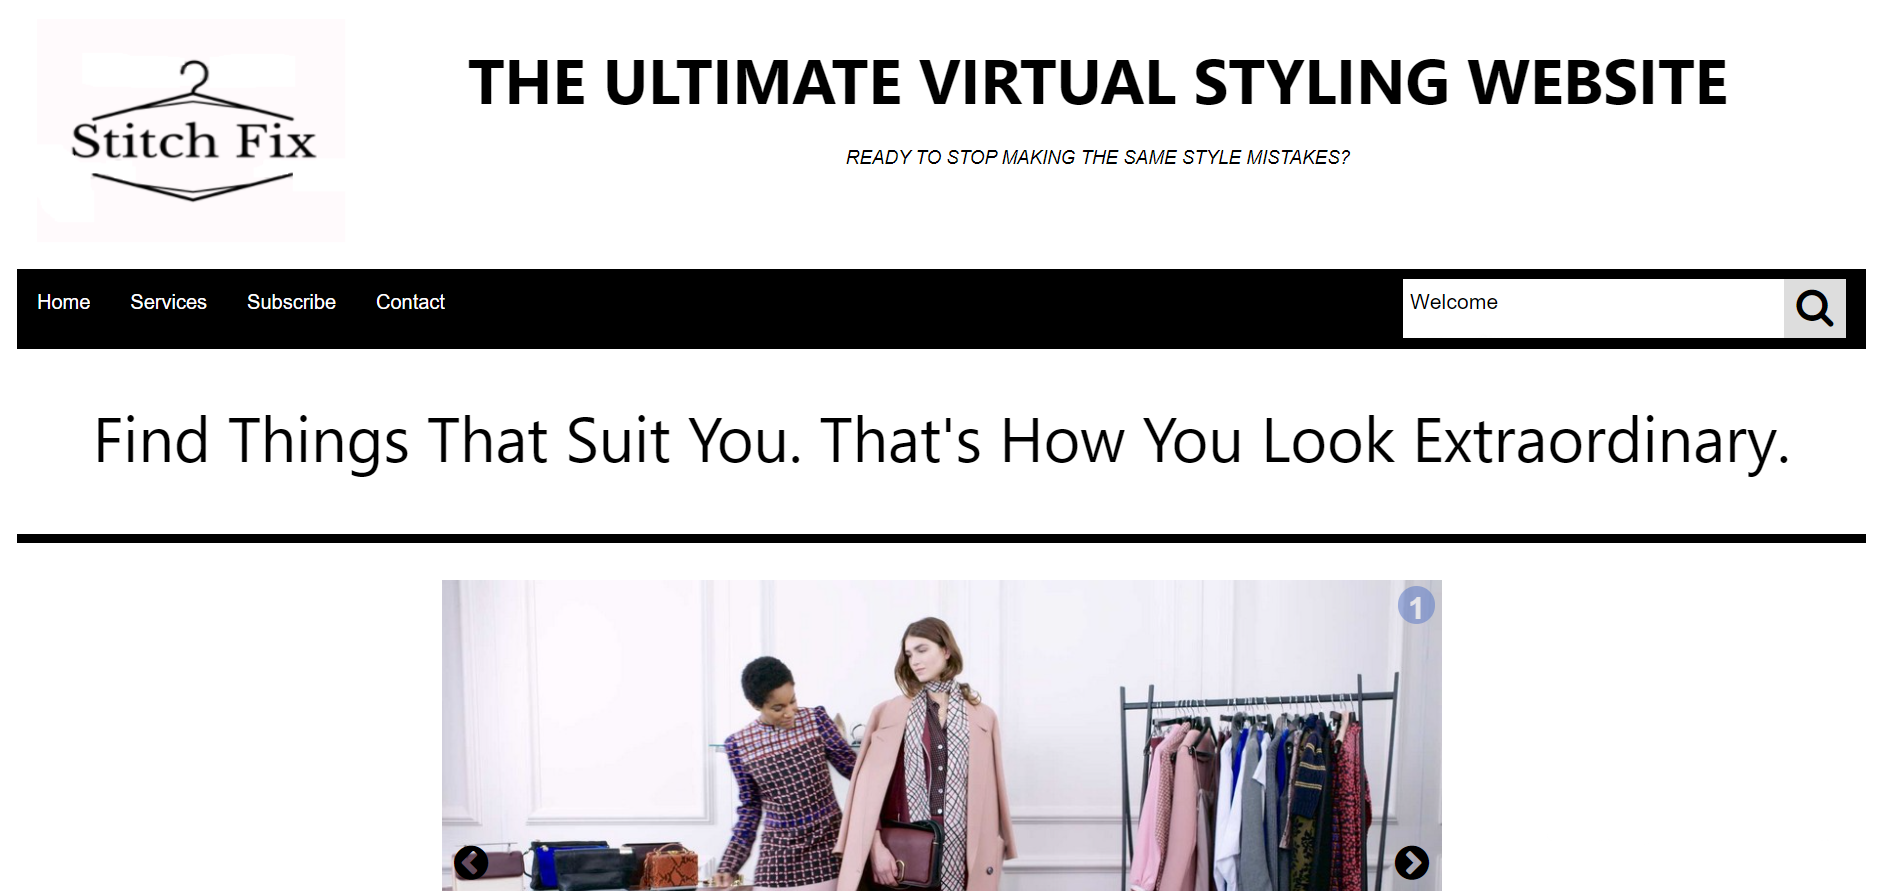 Stitch Fix
THE ULTIMATE VIRTUAL STYLING WEBSITE
READY TO STOP MAKING THE SAME STYLE MISTAKES?
Home Services Subscribe Contact Welcome
Find Things That Suit You. That's How You Look Extraordinary.
1